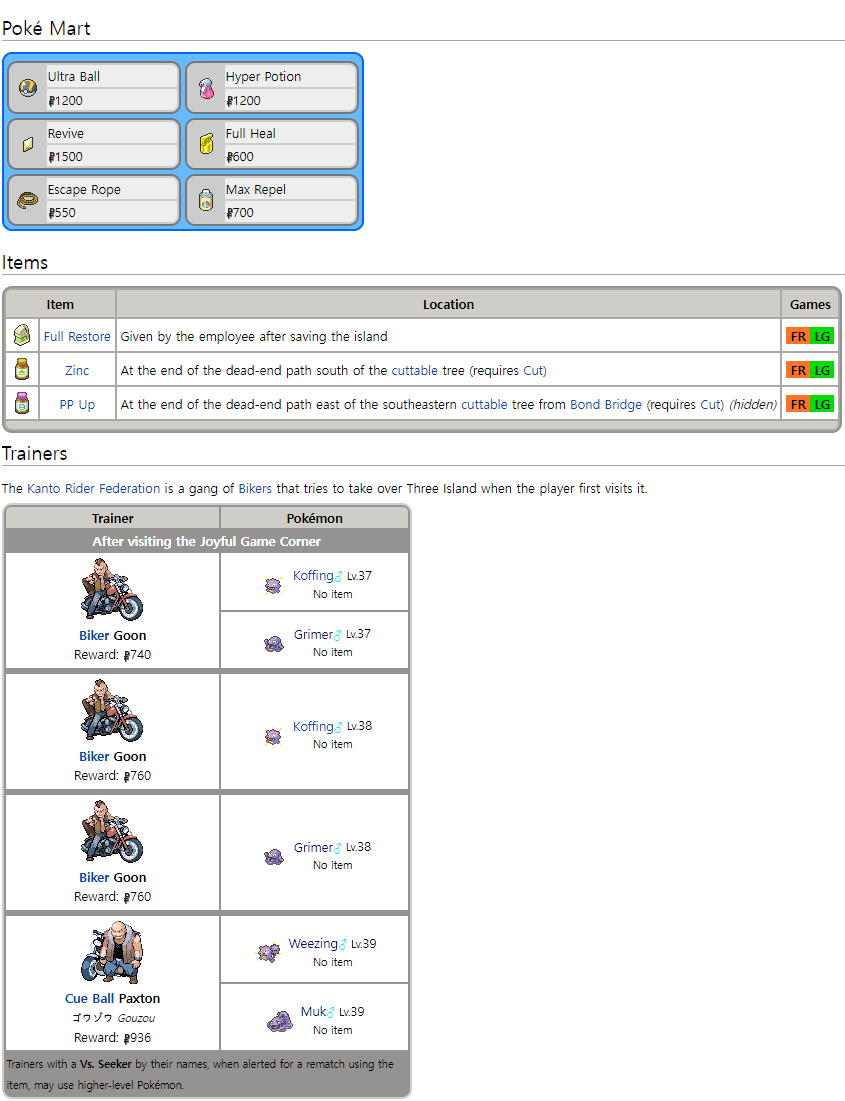 Poké Mart
Ultra Ball
₽1200
Hyper Potion
₽1200
Revive
₽1500
Full Heal
₽600
Escape Rope
₽550
Max Repel
₽700
Items
Item Location Games
Full Restore Given by the employee after saving the island FR LG
Zinc At the end of the dead-end path south of the cuttable tree (requires Cut) FR LG
PP Up At the end of the dead-end path east of the southeastern cuttable tree from Bond Bridge (requires Cut) (hidden) FR LG
Trainers
The Kanto Rider Federation is a gang of Bikers that tries to take over Three Island when the player first visits it.
Trainer Pokémon
After visiting the Joyful Game Corner
Biker Goon
Reward: ₽740
Koffing♂ Lv.37
No item
Grimer♂ Lv.37
No item
Biker Goon
Reward: ₽760
Koffing♂ Lv.38
No item
Biker Goon
Reward: ₽760
Grimer♂ Lv.38
No item
Cue Ball Paxton
ゴウゾウ Gouzou
Reward: ₽936
Weezing♂ Lv.39
No item
Muk♂ Lv.39
No item
Trainers with a Vs. Seeker by their names, when alerted for a rematch using the
item, may use higher-level Pokémon.